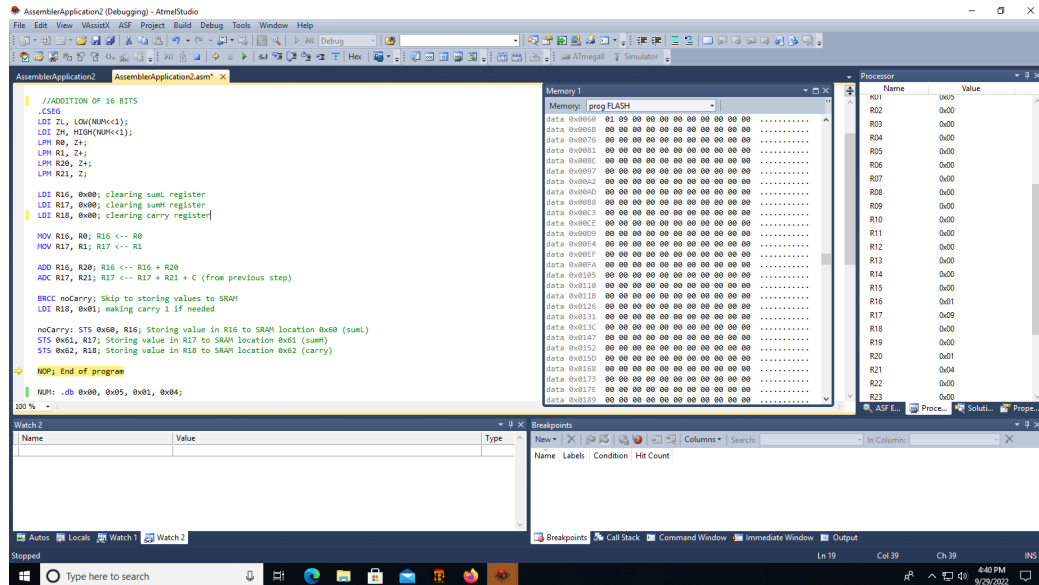 AssemblerApplication2 (Debugging) - AtmelStudio
File Edit View VAssistX ASF Project Build Debug Tools Window Help
Debug
Hex ATmega8 Simulator
AssemblerApplication2 AssemblerApplication2.asm*
//ADDITION OF 16 BITS
.CSEG
LDI ZL, LOW(NUM<<1);
LDI ZH, HIGH(NUM<<1);
LPM R0, Z+;
LPM R1, Z+;
LPM R20, Z+;
LPM R21, Z;
LDI R16, 0x00; clearing sumL register
LDI R17, 0x00; clearing sumH register
LDI R18, 0x00; clearing carry register
MOV R16, R0; R16 <-- R0
MOV R17, R1; R17 <-- R1
ADD R16, R20; R16 <-- R16 + R20
ADC R17, R21; R17 <-- R17 + R21 + C (from previous step)
BRCC noCarry; Skip to storing values to SRAM
LDI R18, 0x01; making carry 1 if needed
noCarry: STS 0x60, R16; Storing value in R16 to SRAM location 0x60 (sumL)
STS 0x61, R17; Storing value in R17 to SRAM location 0x61 (sumH)
STS 0x62, R18; Storing value in R18 to SRAM location 0x62 (carry)
NOP; End of program
NUM: .db 0x00, 0x05, 0x01, 0x04;
100 %
Memory 1
Memory: prog FLASH
data 0x0060 01 09 00 00 00 00 00 00 00 00 00 ...........
data 0x006B 00 00 00 00 00 00 00 00 00 00 00 ...........
data 0x0076 00 00 00 00 00 00 00 00 00 00 00 ...........
data 0x0081 00 00 00 00 00 00 00 00 00 00 00 ...........
data 0x008C 00 00 00 00 00 00 00 00 00 00 00 ...........
data 0x0097 00 00 00 00 00 00 00 00 00 00 00 ...........
data 0x00A2 00 00 00 00 00 00 00 00 00 00 00 ...........
data 0x00AD 00 00 00 00 00 00 00 00 00 00 00 ...........
data 0x00B8 00 00 00 00 00 00 00 00 00 00 00 ...........
data 0x00C3 00 00 00 00 00 00 00 00 00 00 00 ...........
data 0x00CE 00 00 00 00 00 00 00 00 00 00 00 ...........
data 0x00D9 00 00 00 00 00 00 00 00 00 00 00 ...........
data 0x00E4 00 00 00 00 00 00 00 00 00 00 00 ...........
data 0x00EF 00 00 00 00 00 00 00 00 00 00 00 ...........
data 0x00FA 00 00 00 00 00 00 00 00 00 00 00 ...........
data 0x0105 00 00 00 00 00 00 00 00 00 00 00 ...........
data 0x0110 00 00 00 00 00 00 00 00 00 00 00 ...........
data 0x011B 00 00 00 00 00 00 00 00 00 00 00 ...........
data 0x0126 00 00 00 00 00 00 00 00 00 00 00 ...........
data 0x0131 00 00 00 00 00 00 00 00 00 00 00 ...........
data 0x013C 00 00 00 00 00 00 00 00 00 00 00 ...........
data 0x0147 00 00 00 00 00 00 00 00 00 00 00 ...........
data 0x0152 00 00 00 00 00 00 00 00 00 00 00 ...........
data 0x015D 00 00 00 00 00 00 00 00 00 00 00 ...........
data 0x0168 00 00 00 00 00 00 00 00 00 00 00 ...........
data 0x0173 00 00 00 00 00 00 00 00 00 00 00 ...........
data 0x017E 00 00 00 00 00 00 00 00 00 00 00 ...........
data 0x0189 00 00 00 00 00 00 00 00 00 00 00 ...........
Processor
Name Value
R01 0x05
R02 0x00
R03 0x00
R04 0x00
R05 0x00
R06 0x00
R07 0x00
R08 0x00
R09 0x00
R10 0x00
R11 0x00
R12 0x00
R13 0x00
R14 0x00
R15 0x00
R16 0x01
R17 0x09
R18 0x00
R19 0x00
R20 0x01
R21 0x04
R22 0x00
R23 0x00
ASF E... Proce... Soluti... Prope...
Watch 2
Name Value Type
Autos Locals Watch 1 Watch 2
Breakpoints
New Columns Search: In Column:
Name Labels Condition Hit Count
Breakpoints Call Stack Command Window Immediate Window Output
Stopped Ln 19 Col 39 Ch 39 INS
Type here to search
4:40 PM
9/29/2022